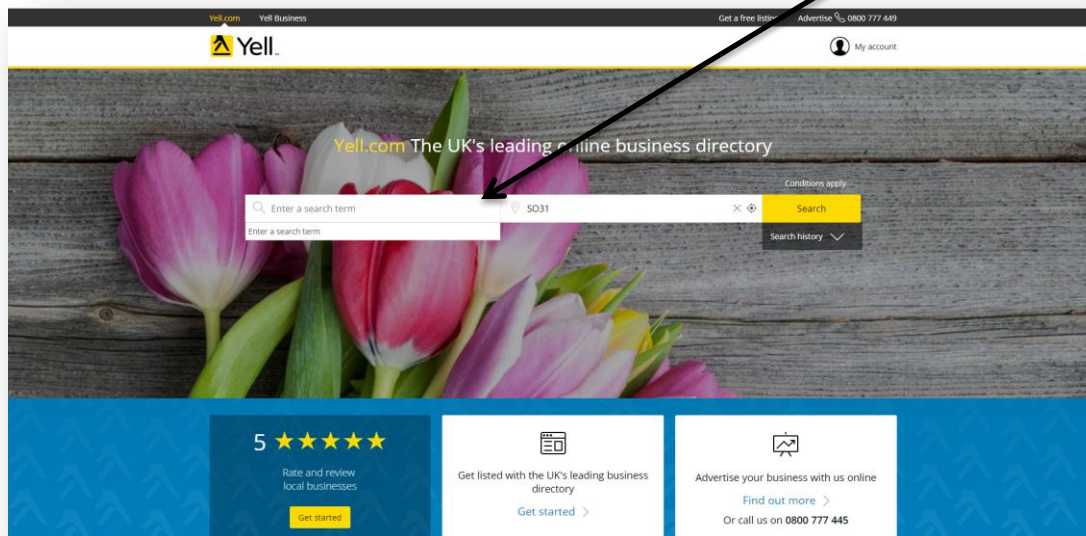 Yell.com Yell Business Get a free listing Advertise 0800 777 449
Yell
My account
Yell.com The UK's leading online business directory
Conditions apply
Enter a search term SO31 Search
Enter a search term
Search history
5
Rate and review
local businesses
Get started
Get listed with the UK's leading business
directory
Get started
Advertise your business with us online
Find out more
Or call us on 0800 777 445